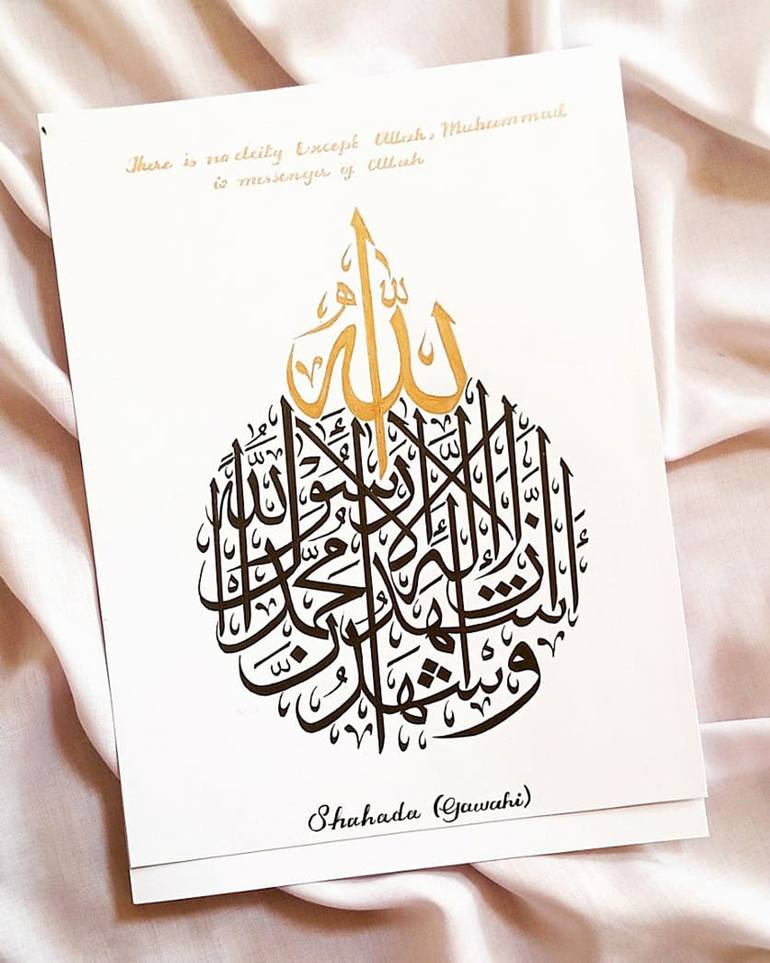 There is no deity Except Allah, Muhammad
is messenger of Allah
الله
أشهد أن لا إله إلا الله
وأشهد أن محمدا رسول الله
Shahada (Gawahi)